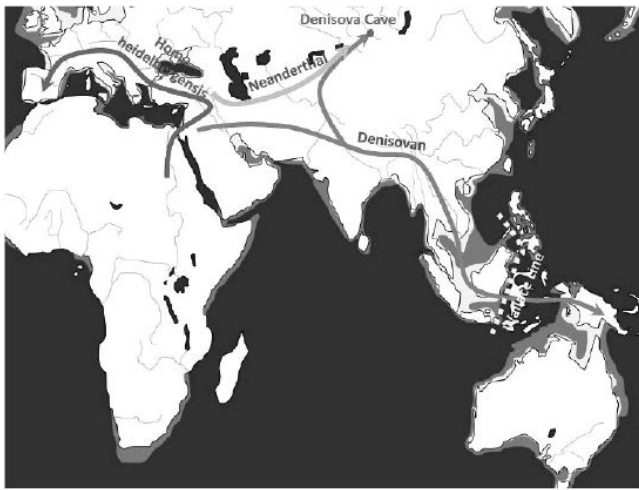 Denisova Cave
Homo
heidelbergensis
Neanderthal
Denisovan
Wallace Line